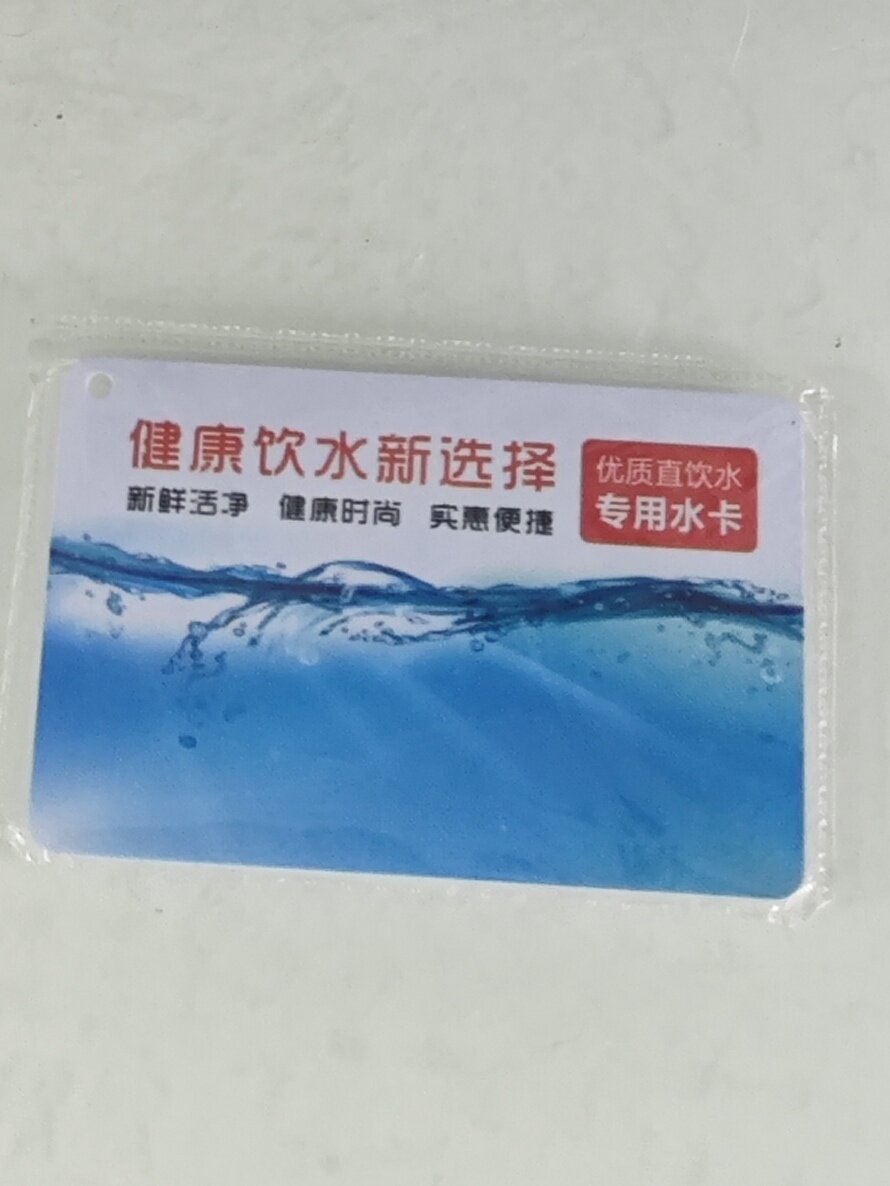 健康饮水新选择
新鲜洁净 健康时尚 实惠便捷
优质直饮水
专用水卡